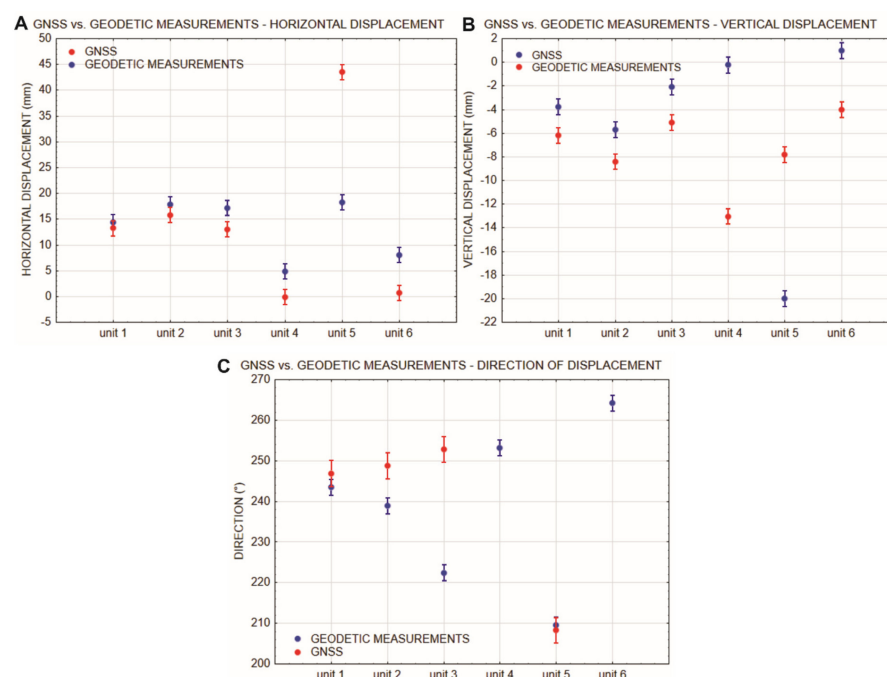 A GNSS vs. GEODETIC MEASUREMENTS - HORIZONTAL DISPLACEMENT
GNSS
GEODETIC MEASUREMENTS
HORIZONTAL DISPLACEMENT (mm)
50
45
40
35
30
25
20
15
10
5
0
-5
unit 1 unit 2 unit 3 unit 4 unit 5 unit 6
B GNSS vs. GEODETIC MEASUREMENTS - VERTICAL DISPLACEMENT
GNSS
GEODETIC MEASUREMENTS
VERTICAL DISPLACEMENT (mm)
2
0
-2
-4
-6
-8
-10
-12
-14
-16
-18
-20
-22
unit 1 unit 2 unit 3 unit 4 unit 5 unit 6
C GNSS vs. GEODETIC MEASUREMENTS - DIRECTION OF DISPLACEMENT
DIRECTION (°)
270
260
250
240
230
220
210
200
GEODETIC MEASUREMENTS
GNSS
unit 1 unit 2 unit 3 unit 4 unit 5 unit 6